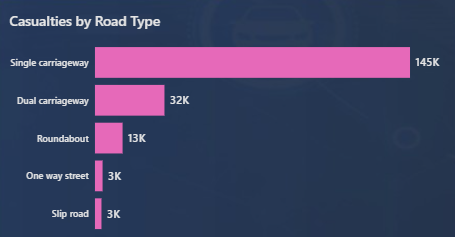 Casualties by Road Type
Single carriageway 145K
Dual carriageway 32K
Roundabout 13K
One way street 3K
Slip road 3K